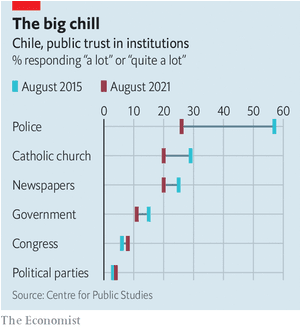 The big chill
Chile, public trust in institutions
% responding “a lot” or “quite a lot”
August 2015 August 2021
0 10 20 30 40 50 60
Police
Catholic church
Newspapers
Government
Congress
Political parties
Source: Centre for Public Studies
The Economist